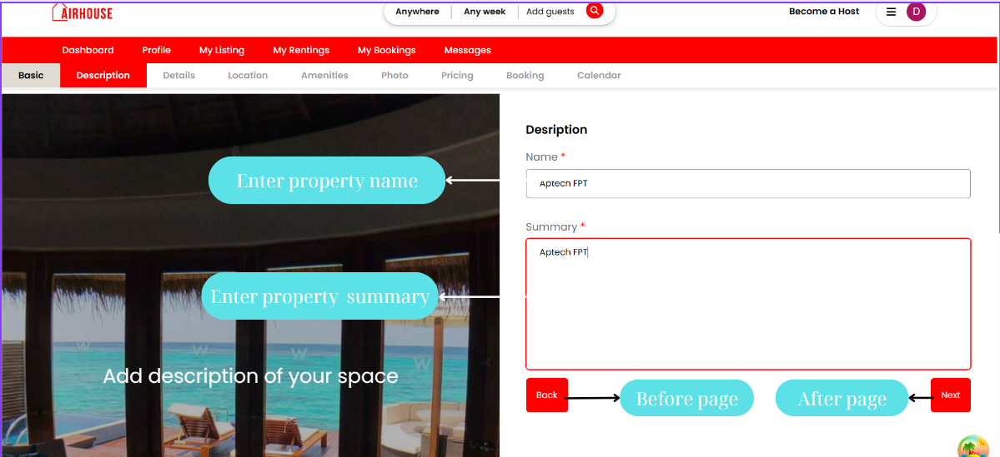 AIRHOUSE
Anywhere Any week Add guests
Become a Host
D
Dashboard Profile My Listing My Rentings My Bookings Messages
Basic Description Details Location Amenities Photo Pricing Booking Calendar
Desription
Name *
Enter property name
Aptech FPT
Summary *
Aptech FPT
Enter property summary
W W W
Add description of your space
Back Before page After page Next